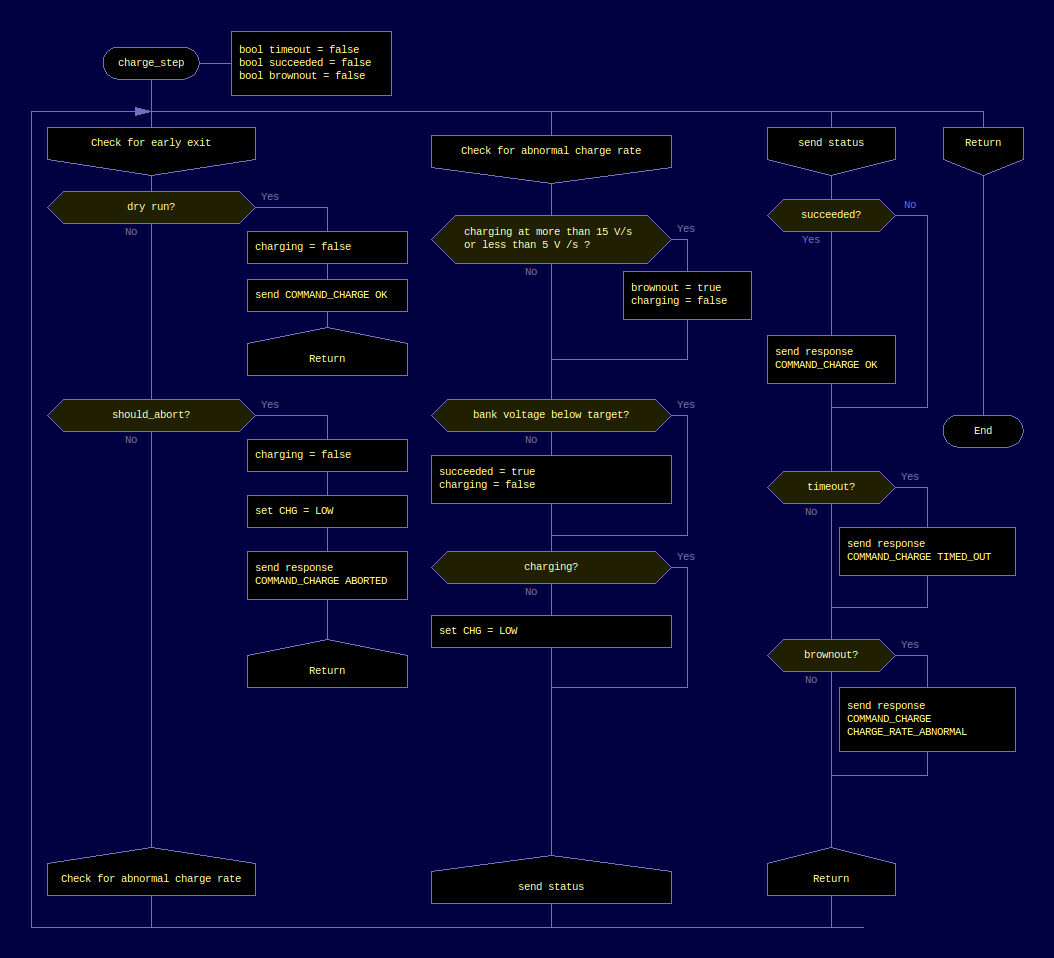 charge_step
bool timeout = false
bool succeeded = false
bool brownout = false
Check for early exit
dry run?
Yes
No
charging = false
send COMMAND_CHARGE OK
Return
should_abort?
Yes
No
charging = false
set CHG = LOW
send response
COMMAND_CHARGE ABORTED
Return
Check for abnormal charge rate
Check for abnormal charge rate
charging at more than 15 V/s
or less than 5 V /s ?
Yes
No
brownout = true
charging = false
bank voltage below target?
Yes
No
succeeded = true
charging = false
charging?
Yes
No
set CHG = LOW
send status
send status
succeeded?
No
Yes
send response
COMMAND_CHARGE OK
timeout?
Yes
No
send response
COMMAND_CHARGE TIMED_OUT
brownout?
Yes
No
send response
COMMAND_CHARGE
CHARGE_RATE_ABNORMAL
Return
Return
End